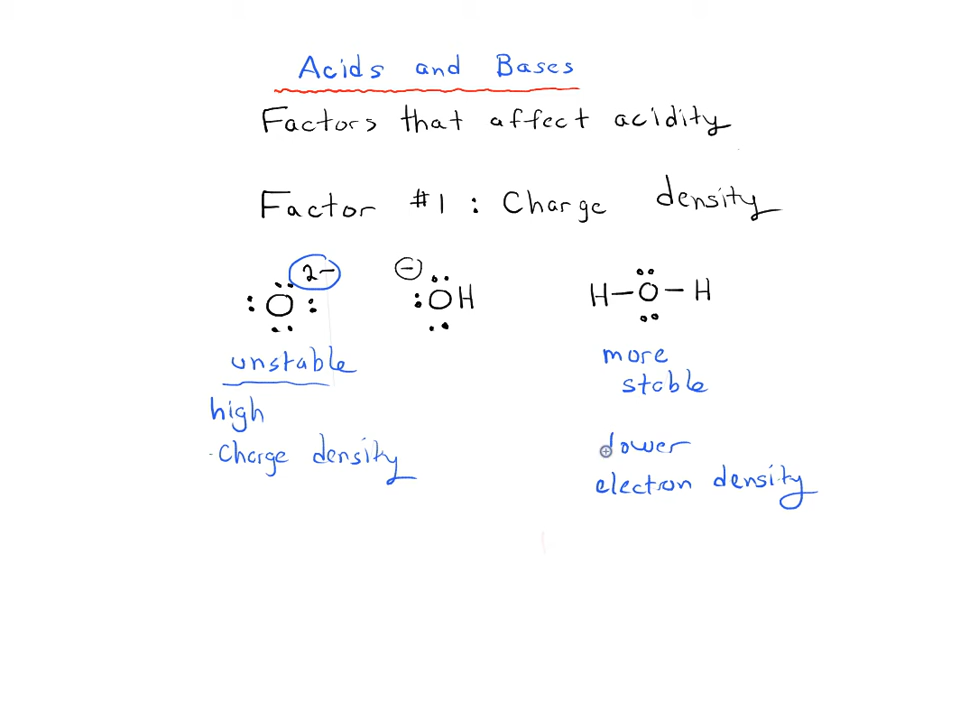 Acids and Bases
Factors that affect acidity
Factor #1 : Charge density
:O: 2-
⊖ :OH
H-O-H
unstable
more
stable
high
Charge density
lower
electron density